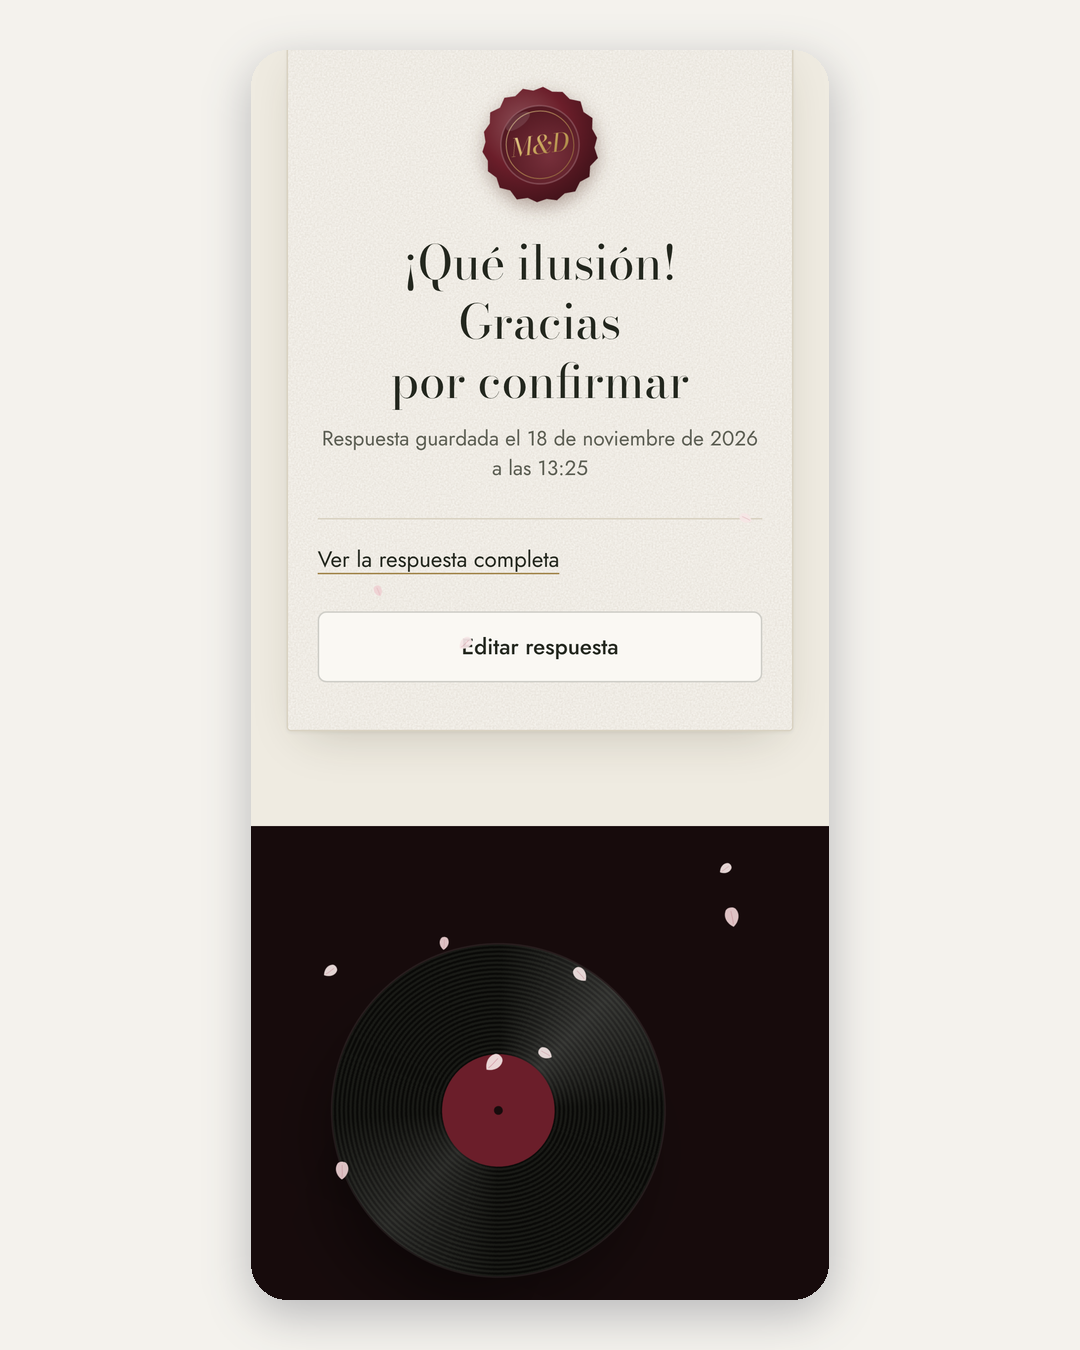 M&D
¡Qué ilusión!
Gracias
por confirmar
Respuesta guardada el 18 de noviembre de 2026
a las 13:25
Ver la respuesta completa
Editar respuesta